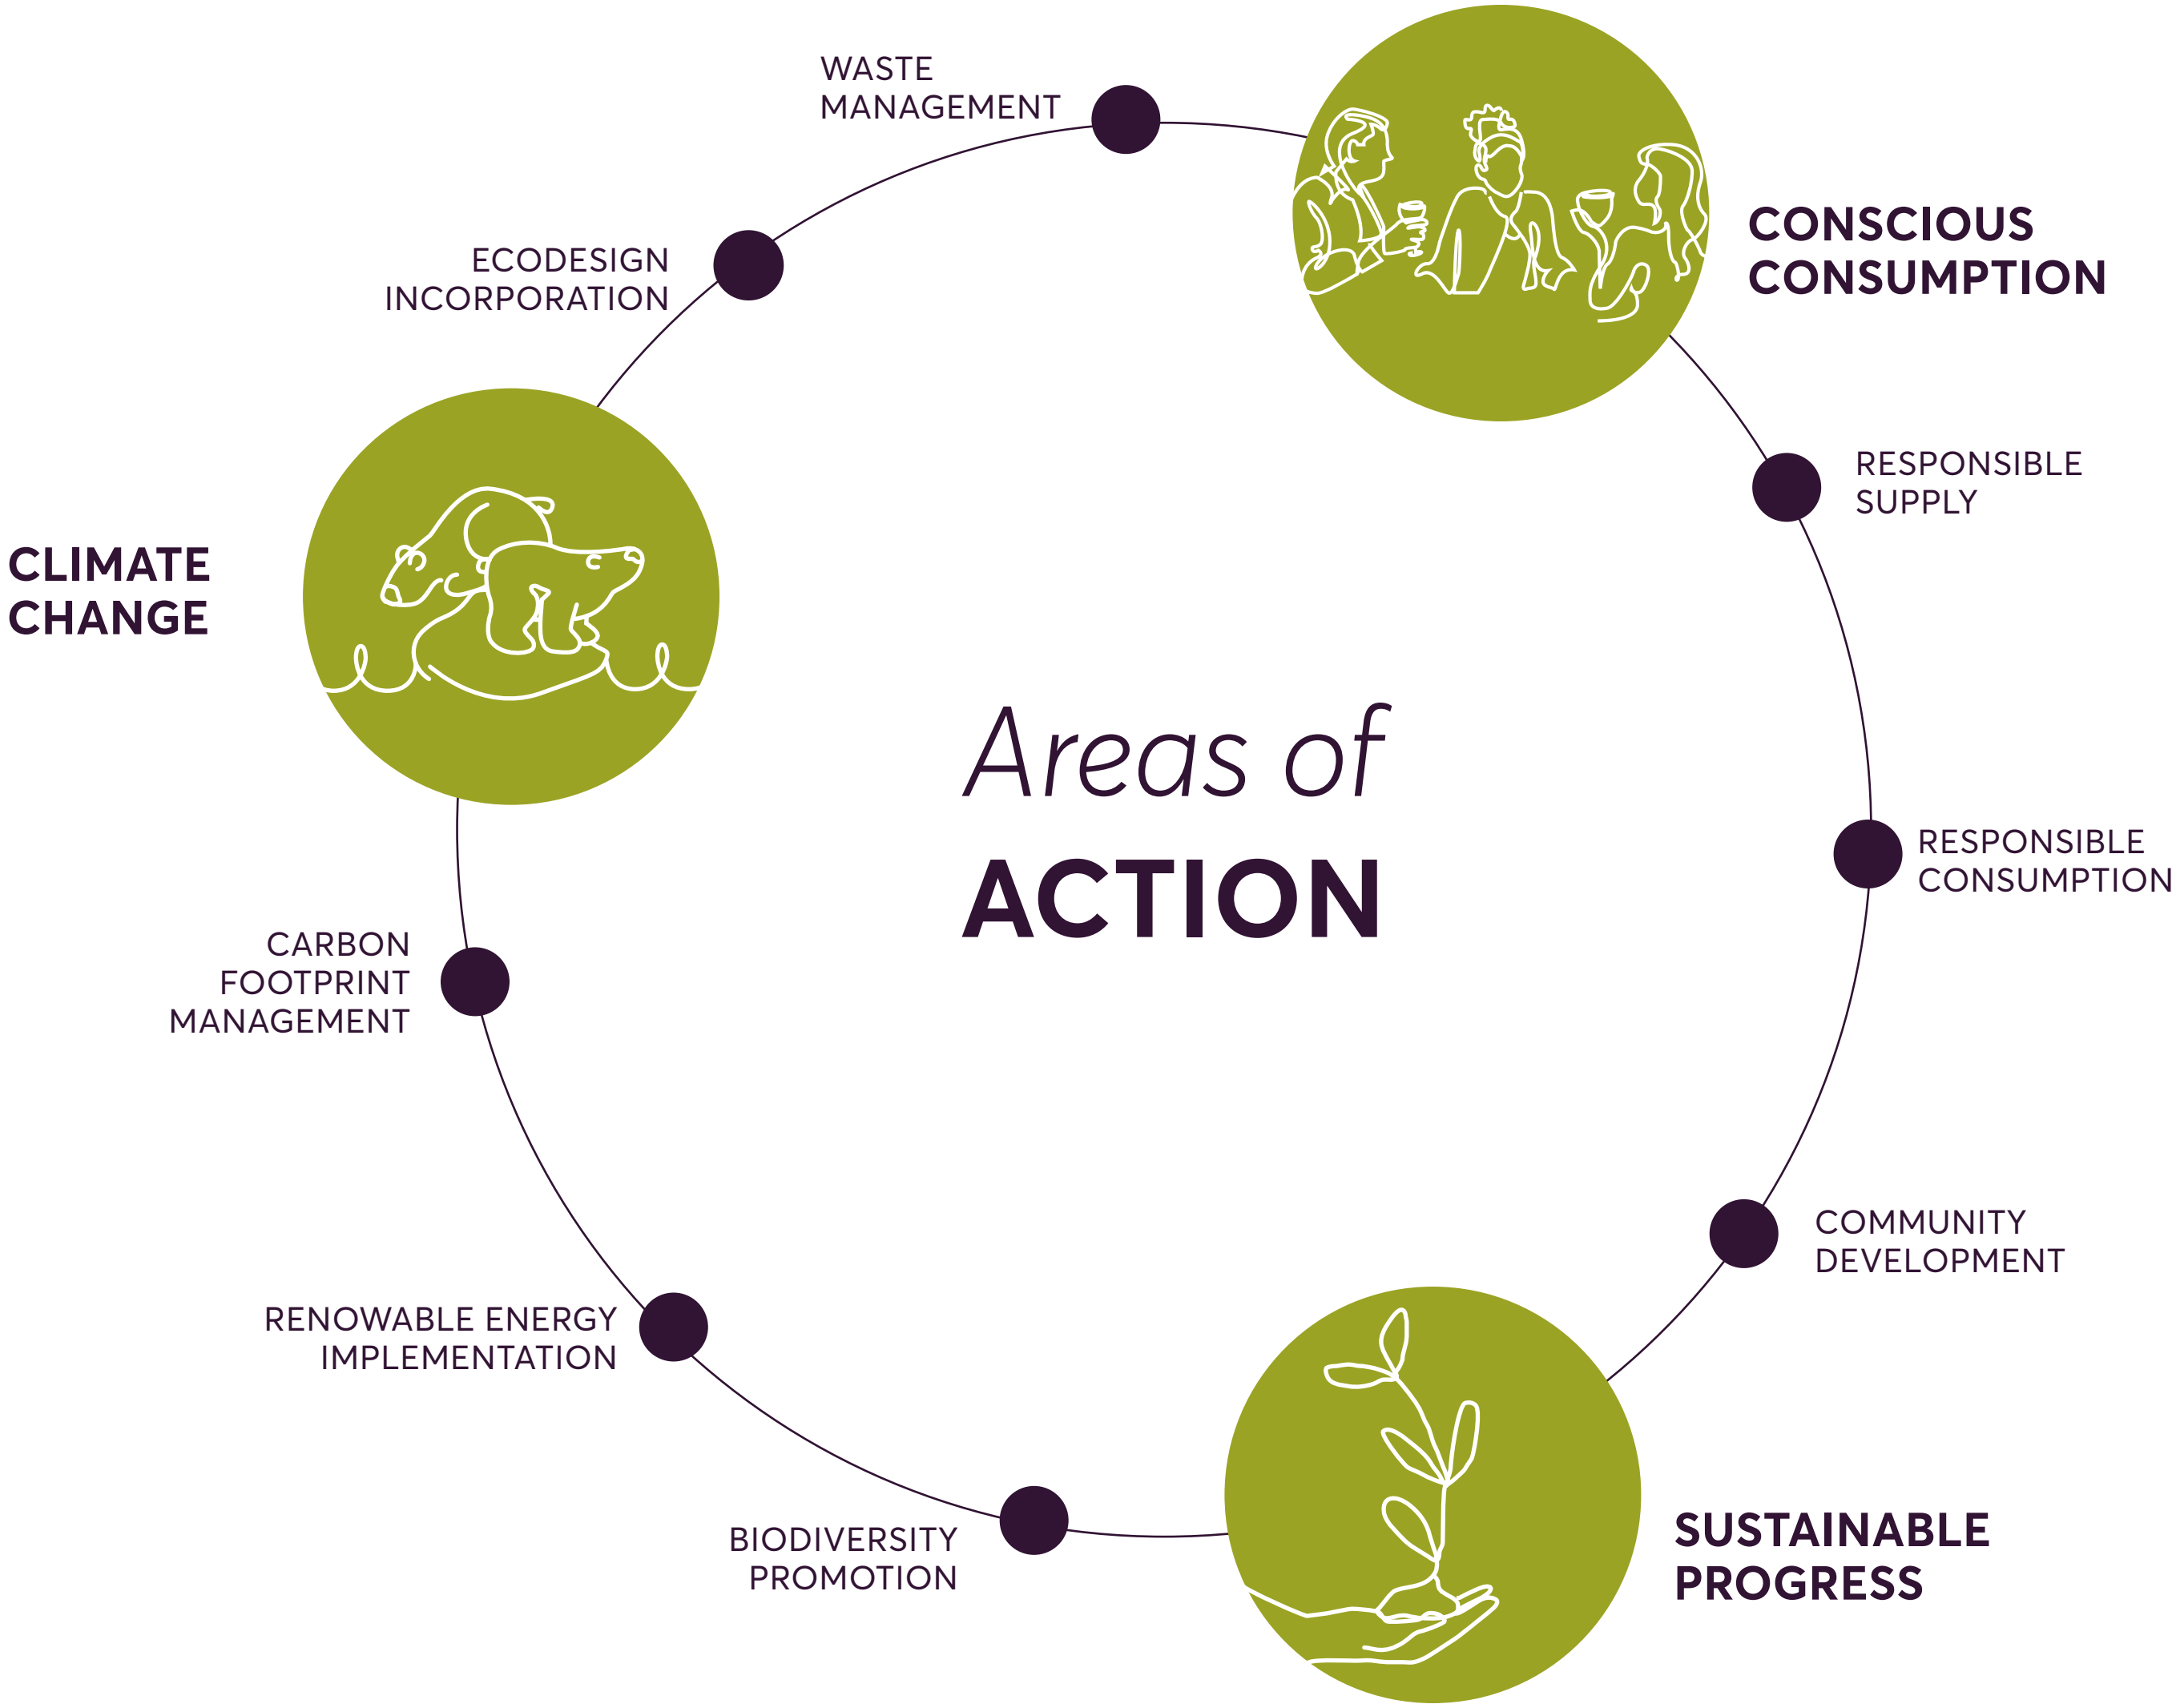 WASTE
MANAGEMENT
CONSCIOUS
CONSUMPTION
ECODESIGN
INCORPORATION
RESPONSIBLE
SUPPLY
CLIMATE
CHANGE
Areas of
ACTION
RESPONSIBLE
CONSUMPTION
CARBON
FOOTPRINT
MANAGEMENT
COMMUNITY
DEVELOPMENT
RENOWABLE ENERGY
IMPLEMENTATION
BIODIVERSITY
PROMOTION
SUSTAINABLE
PROGRESS